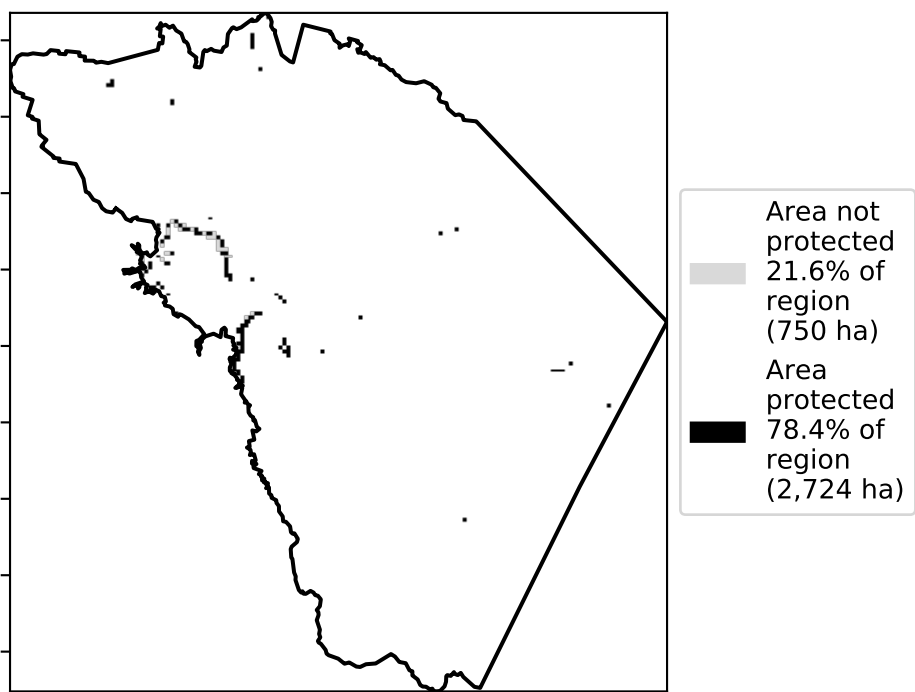 Area not
protected
21.6% of
region
(750 ha)
Area
protected
78.4% of
region
(2,724 ha)